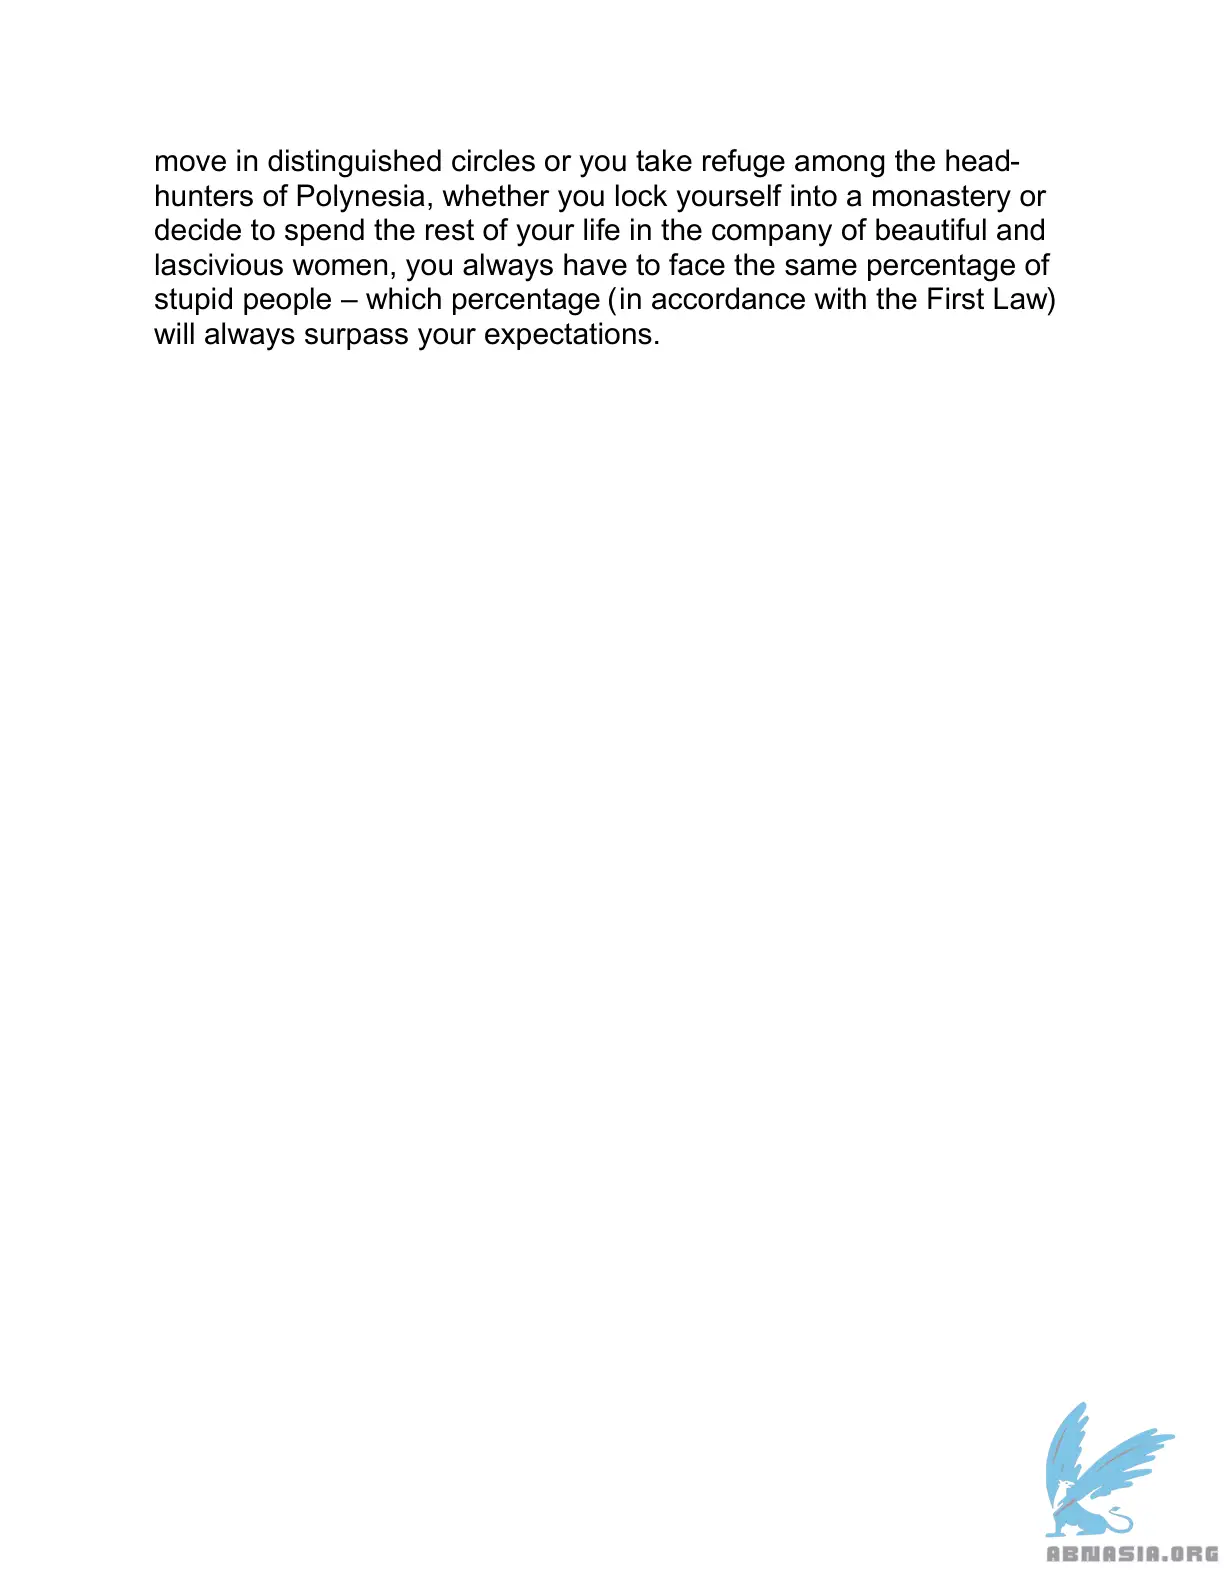 move in distinguished circles or you take refuge among the head-
hunters of Polynesia, whether you lock yourself into a monastery or
decide to spend the rest of your life in the company of beautiful and
lascivious women, you always have to face the same percentage of
stupid people – which percentage (in accordance with the First Law)
will always surpass your expectations.
ABNASIA.ORG